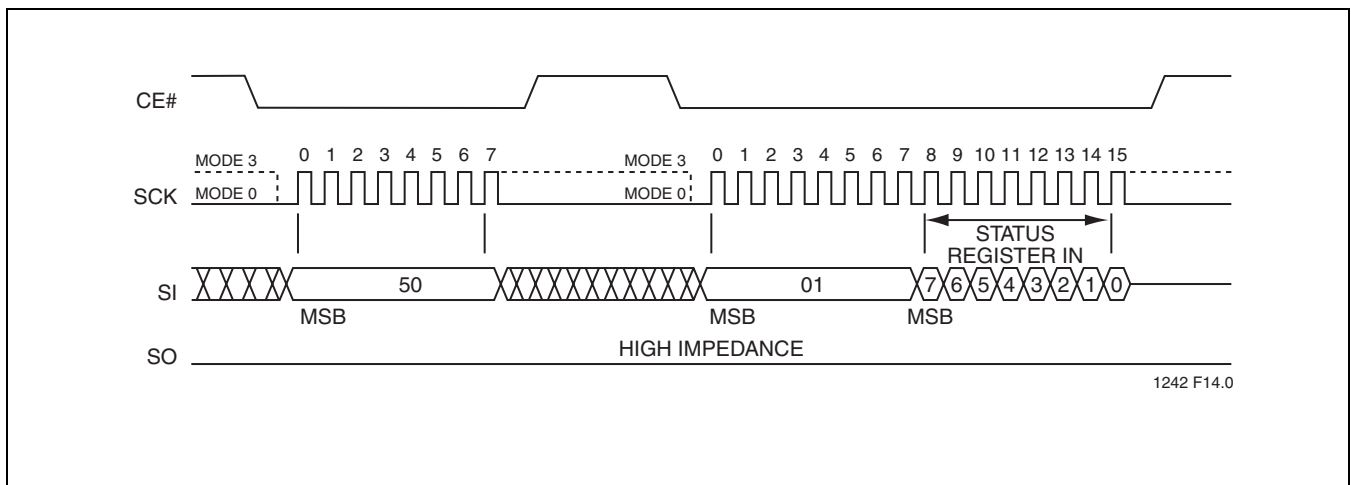 CE#
MODE 3 0 1 2 3 4 5 6 7 MODE 3 0 1 2 3 4 5 6 7 8 9 10 11 12 13 14 15
SCK MODE 0 MODE 0
STATUS
REGISTER IN
SI 50 01 7 6 5 4 3 2 1 0
MSB MSB MSB
SO HIGH IMPEDANCE
1242 F14.0